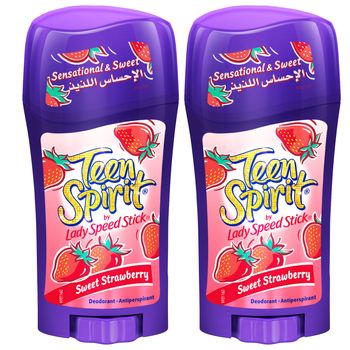 Sensational & Sweet
الإحساس اللذيذ
Teen
Spirit®
by
Lady Speed Stick®
Sweet Strawberry
Deodorant - Antiperspirant
Sensational & Sweet
الإحساس اللذيذ
Teen
Spirit®
by
Lady Speed Stick®
Sweet Strawberry
Deodorant - Antiperspirant